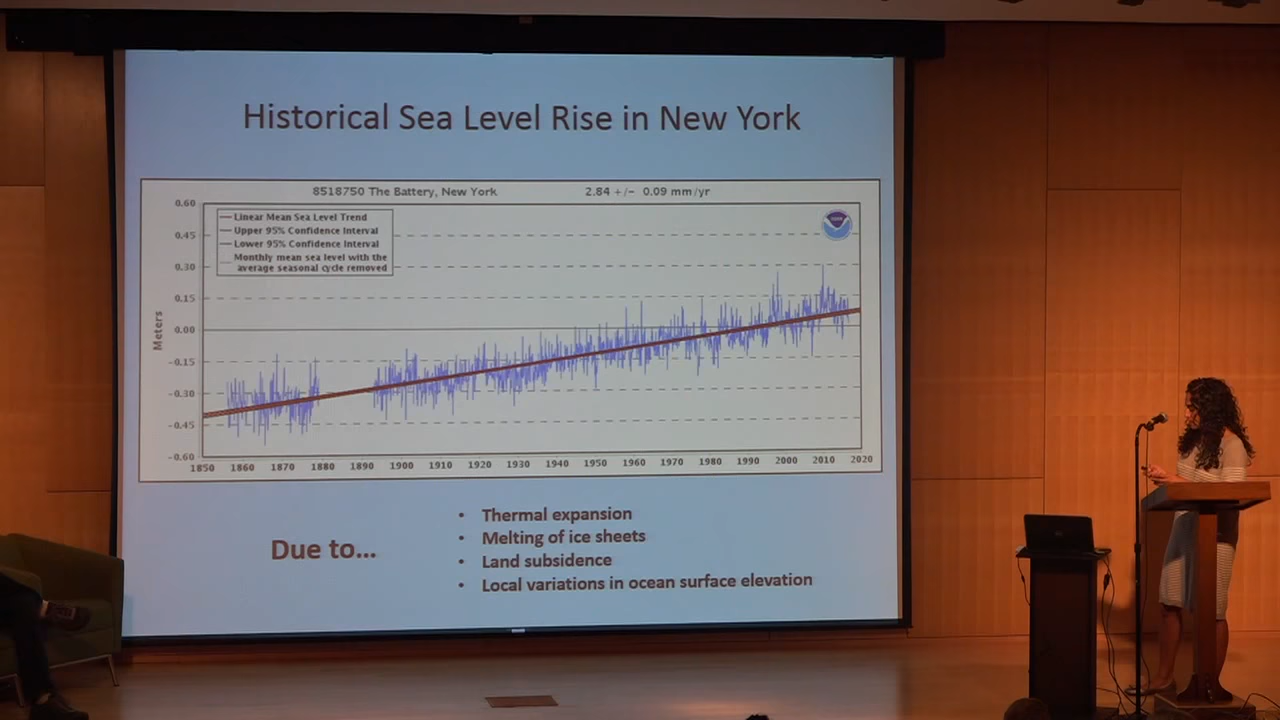 Historical Sea Level Rise in New York
8518750 The Battery, New York 2.84 +/- 0.09 mm/yr
0.60
0.45
0.30
0.15
0.00
-0.15
-0.30
-0.45
-0.60
Meters
Linear Mean Sea Level Trend
Upper 95% Confidence Interval
Lower 95% Confidence Interval
Monthly mean sea level with the
average seasonal cycle removed
1850 1860 1870 1880 1890 1900 1910 1920 1930 1940 1950 1960 1970 1980 1990 2000 2010 2020
Due to...
• Thermal expansion
• Melting of ice sheets
• Land subsidence
• Local variations in ocean surface elevation